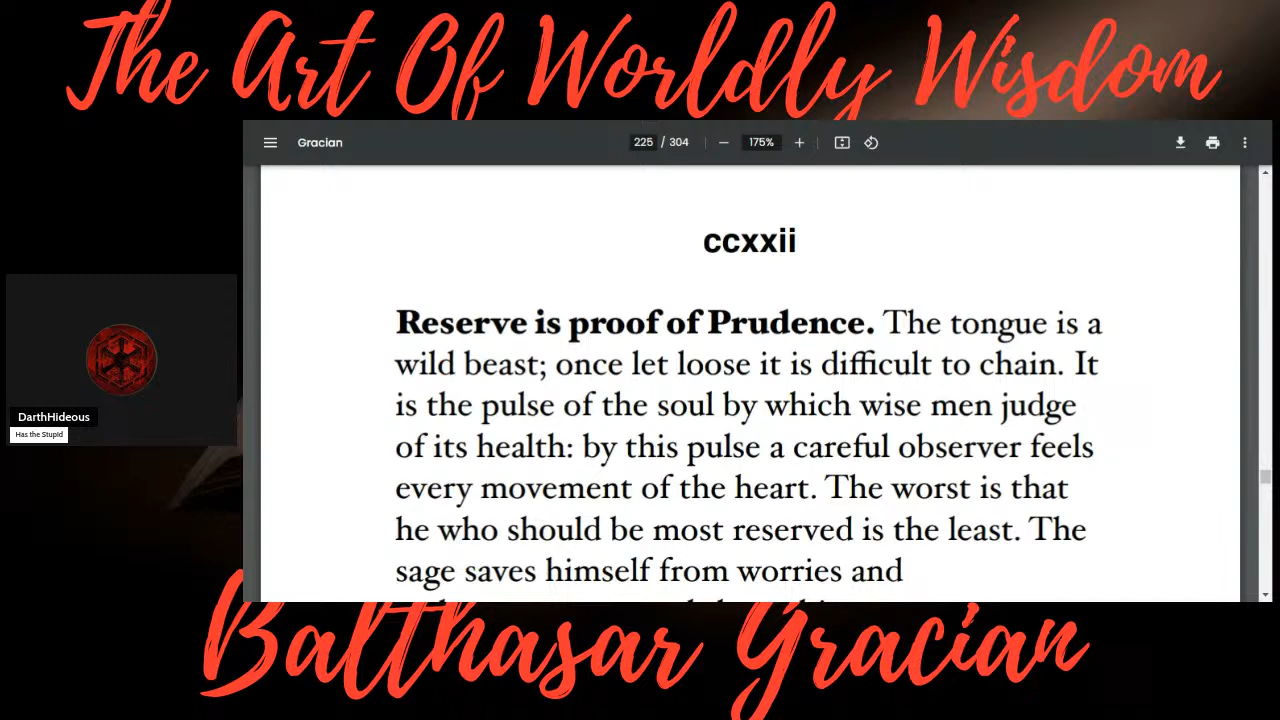 The Art Of Worldly Wisdom
Gracian
225 / 304
175%
ccxxii
Reserve is proof of Prudence. The tongue is a
wild beast; once let loose it is difficult to chain. It
is the pulse of the soul by which wise men judge
of its health: by this pulse a careful observer feels
every movement of the heart. The worst is that
he who should be most reserved is the least. The
sage saves himself from worries and
DarthHideous
Has the Stupid
Balthasar Gracian